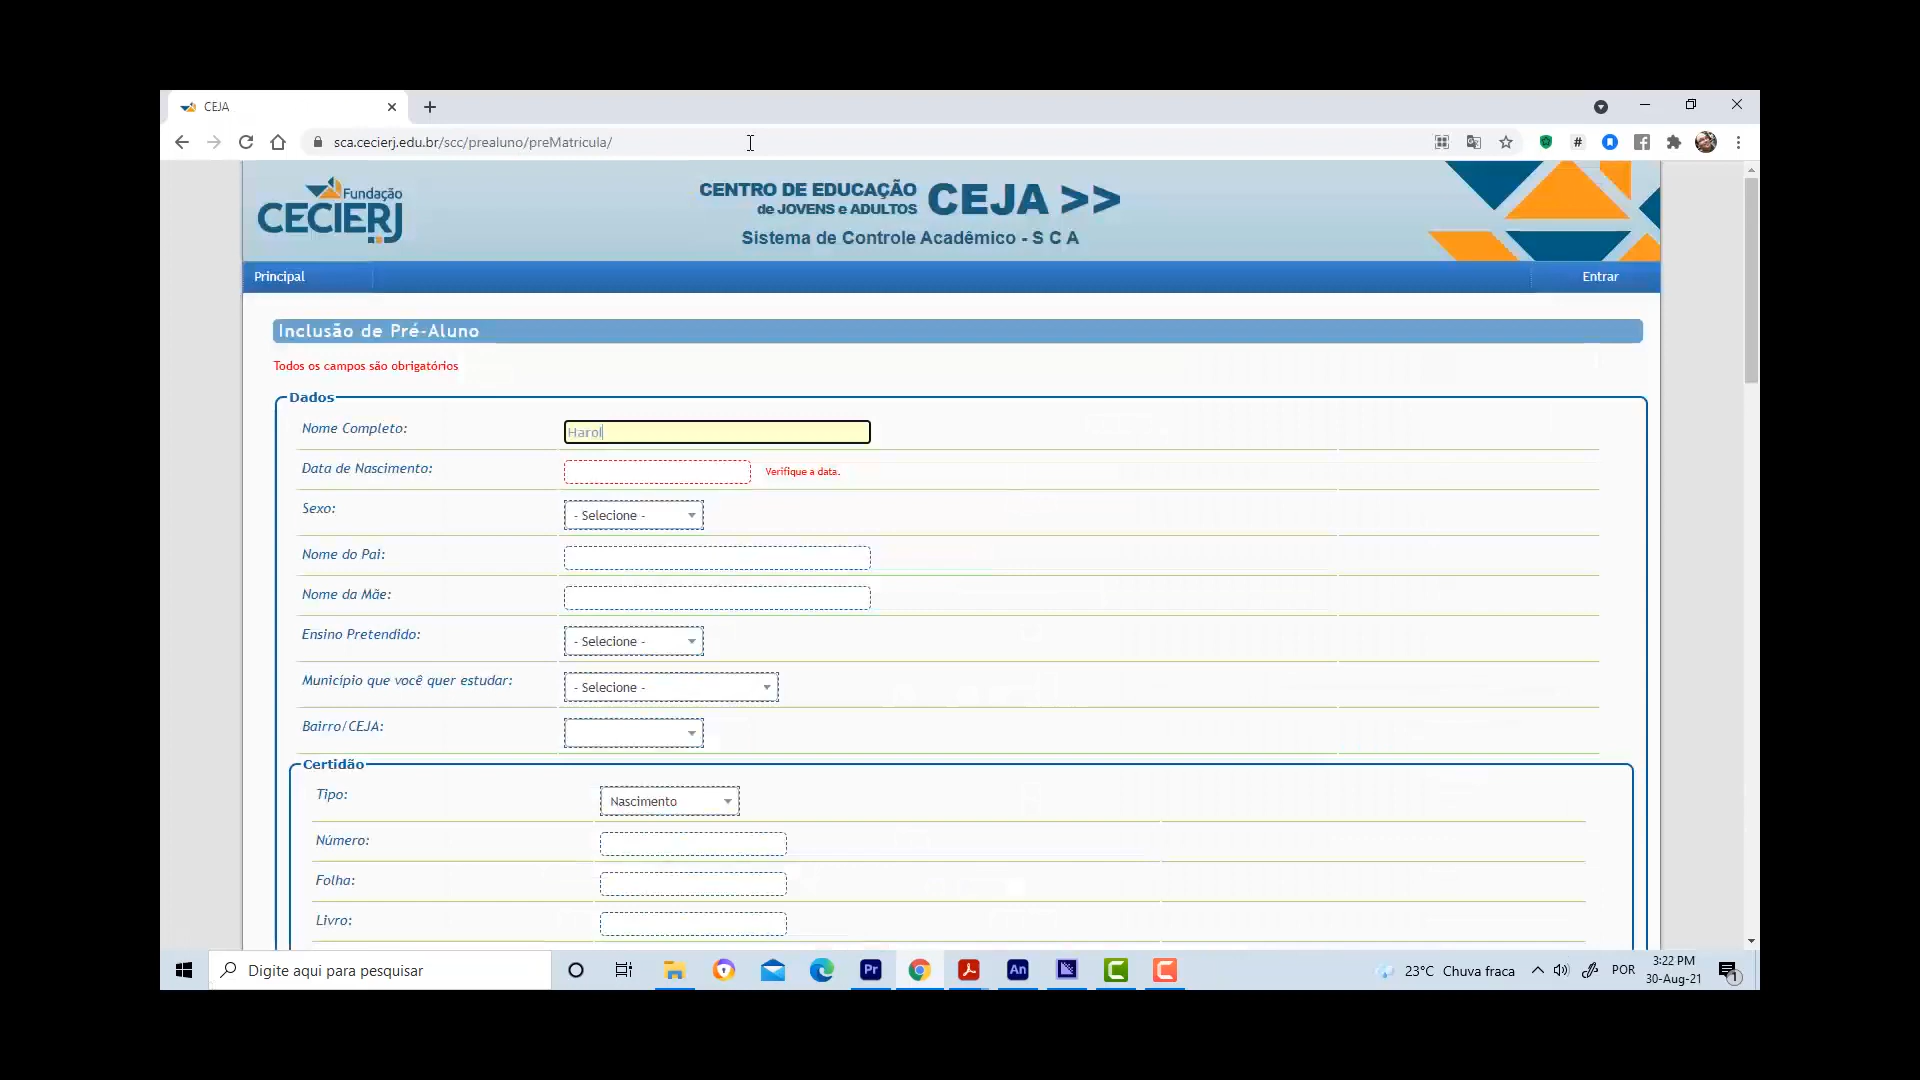 CEJA
sca.cecierj.edu.br/scc/prealuno/preMatricula/
Fundação
CECIERJ
CENTRO DE EDUCAÇÃO
de JOVENS e ADULTOS
CEJA >>
Sistema de Controle Acadêmico - S C A
Principal
Entrar
Inclusão de Pré-Aluno
Todos os campos são obrigatórios
Dados
Nome Completo:
Harol
Data de Nascimento:
Verifique a data.
Sexo:
- Selecione -
Nome do Pai:
Nome da Mãe:
Ensino Pretendido:
- Selecione -
Municipio que você quer estudar:
- Selecione -
Bairro/CEJA:
Certidão
Tipo:
Nascimento
Número:
Folha:
Livro:
Digite aqui para pesquisar
Pr
An
23°C Chuva fraca
POR
3:22 PM
30-Aug-21
1